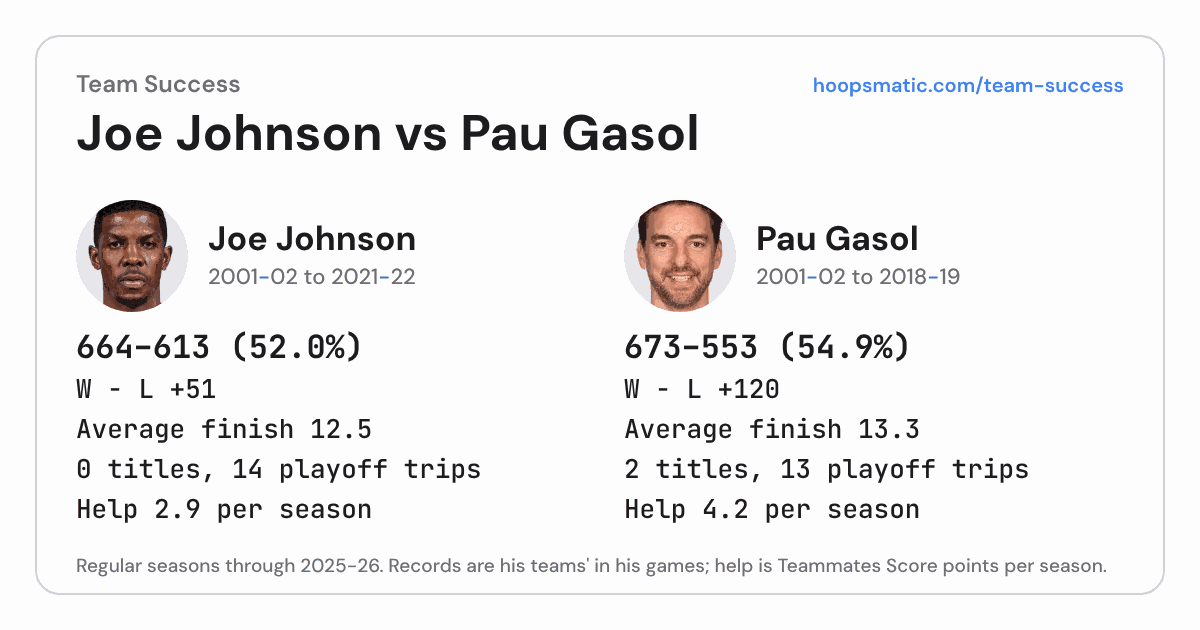 Team Success
hoopsmatic.com/team-success
Joe Johnson vs Pau Gasol
Joe Johnson
2001-02 to 2021-22
664-613 (52.0%)
W - L +51
Average finish 12.5
0 titles, 14 playoff trips
Help 2.9 per season
Pau Gasol
2001-02 to 2018-19
673-553 (54.9%)
W - L +120
Average finish 13.3
2 titles, 13 playoff trips
Help 4.2 per season
Regular seasons through 2025-26. Records are his teams' in his games; help is Teammates Score points per season.